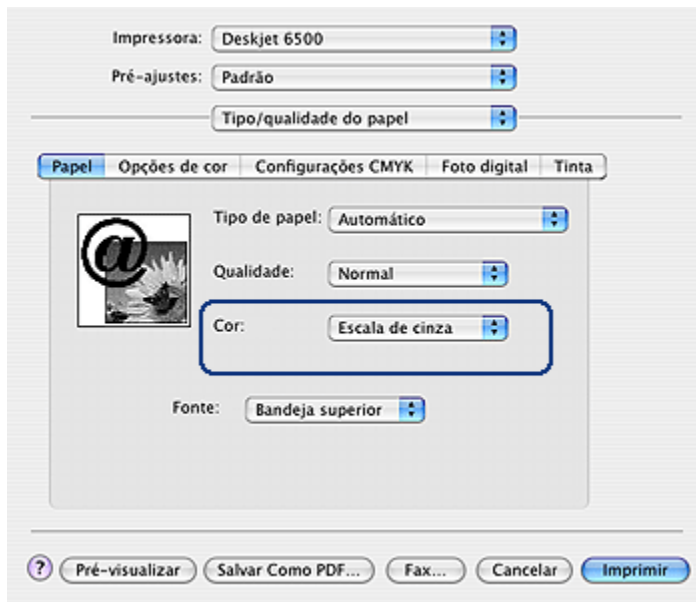 Impressora: Deskjet 6500
Pré-ajustes: Padrão
Tipo/qualidade do papel
Papel Opções de cor Configurações CMYK Foto digital Tinta
@
Tipo de papel: Automático
Qualidade: Normal
Cor: Escala de cinza
Fonte: Bandeja superior
? Pré-visualizar Salvar Como PDF... Fax... Cancelar Imprimir